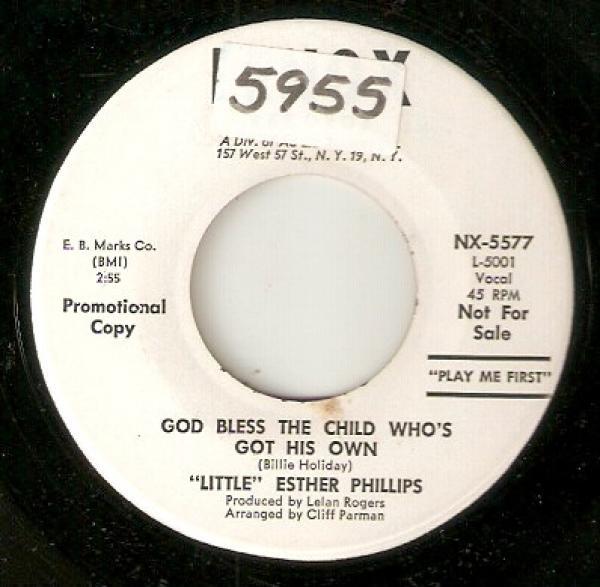 5955
A DIV. OF
157 West 57 St., N. Y. 19, N. Y.
E. B. Marks Co.
(BMI)
2:55
Promotional
Copy
NX-5577
L-5001
Vocal
45 RPM
Not For
Sale
"PLAY ME FIRST"
GOD BLESS THE CHILD WHO'S
GOT HIS OWN
(Billie Holiday)
"LITTLE" ESTHER PHILLIPS
Produced by Lelan Rogers
Arranged by Cliff Parman